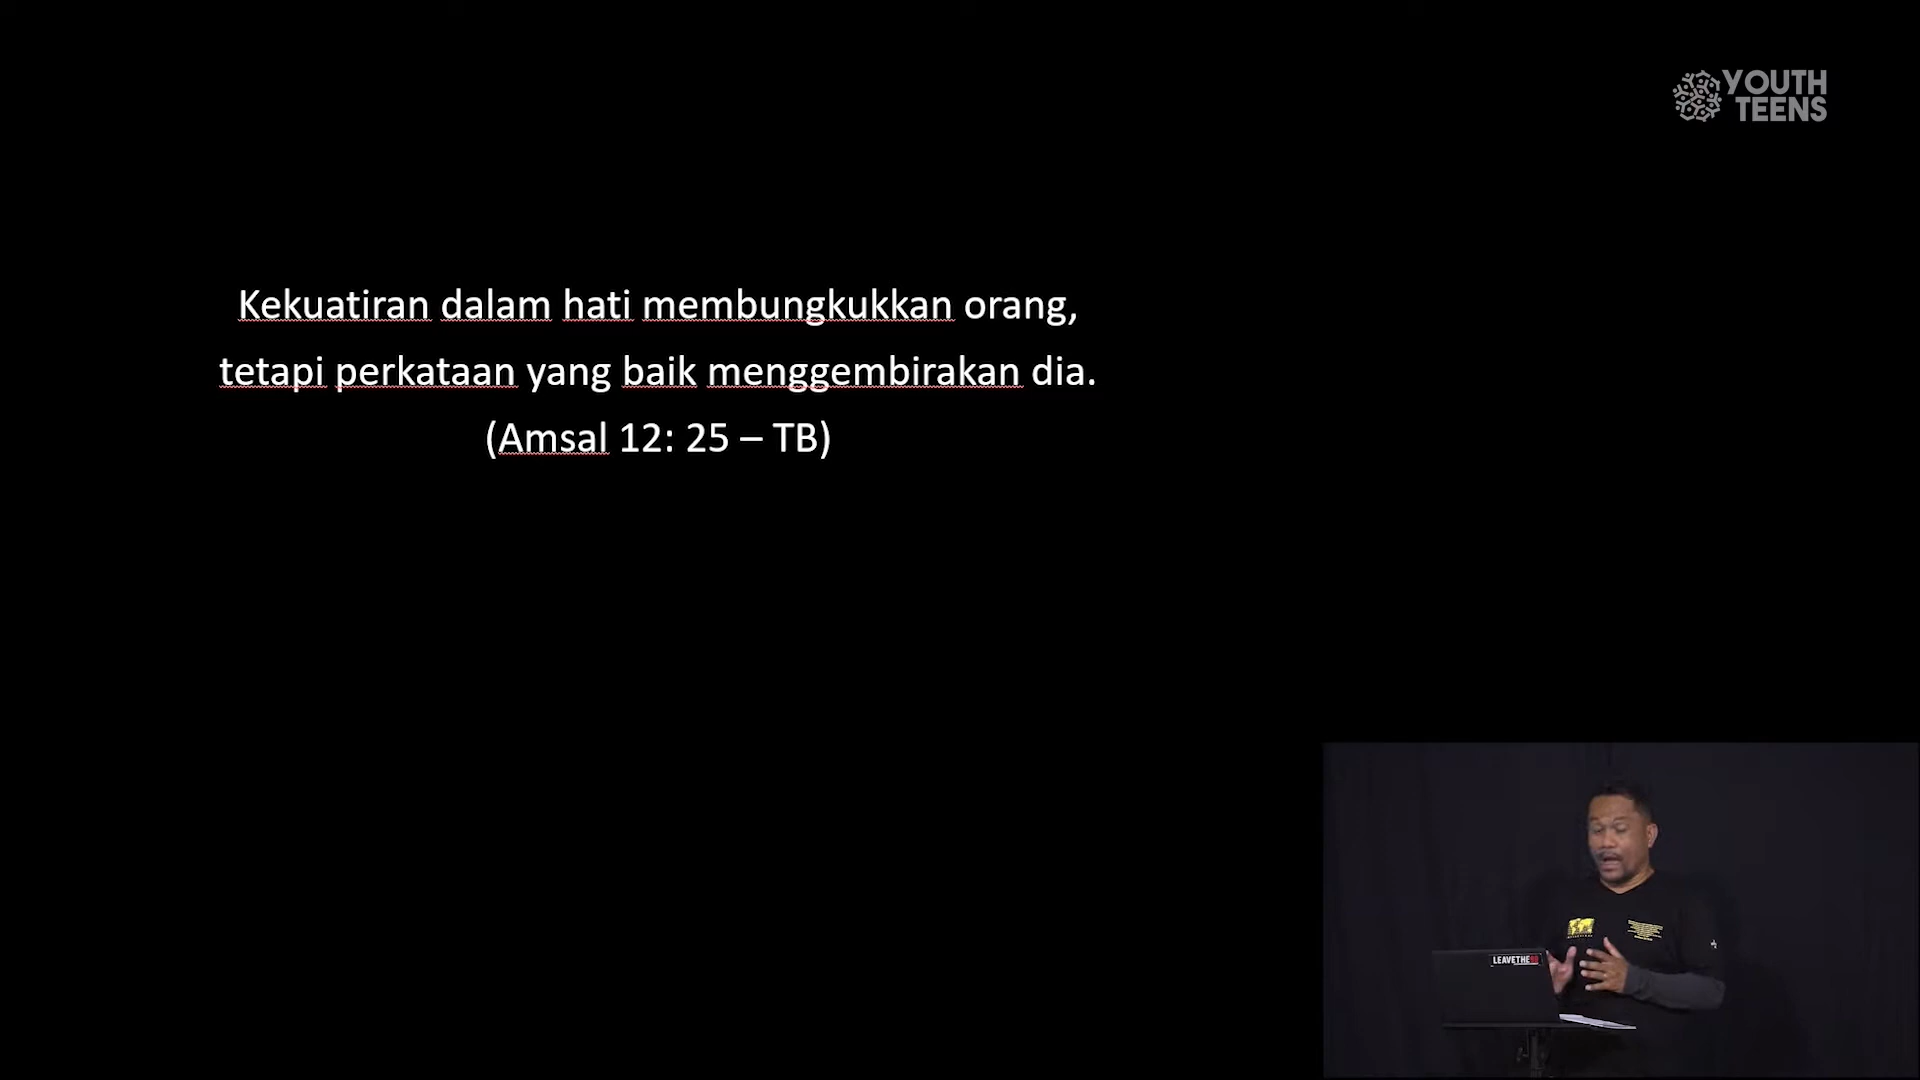 YOUTH
TEENS
Kekuatiran dalam hati membungkukkan orang,
tetapi perkataan yang baik menggembirakan dia.
(Amsal 12: 25 – TB)
LEAVETHE